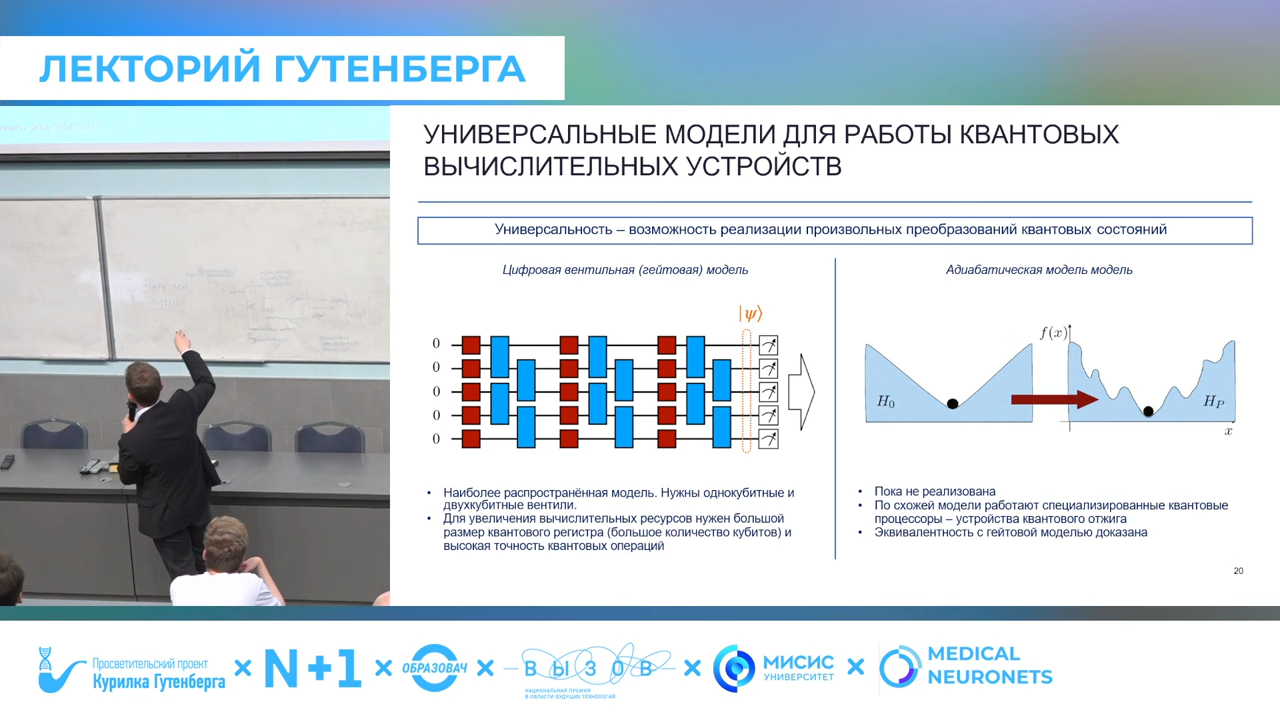 ЛЕКТОРИЙ ГУТЕНБЕРГА
УНИВЕРСАЛЬНЫЕ МОДЕЛИ ДЛЯ РАБОТЫ КВАНТОВЫХ
ВЫЧИСЛИТЕЛЬНЫХ УСТРОЙСТВ
Универсальность – возможность реализации произвольных преобразований квантовых состояний
Цифровая вентильная (гейтовая) модель
|ψ⟩
0
0
0
0
0
• Наиболее распространённая модель. Нужны однокубитные и
двухкубитные вентили.
• Для увеличения вычислительных ресурсов нужен большой
размер квантового регистра (большое количество кубитов) и
высокая точность квантовых операций
Адиабатическая модель модель
f(x)
H₀
H_P
x
• Пока не реализована
• По схожей модели работают специализированные квантовые
процессоры – устройства квантового отжига
• Эквивалентность с гейтовой моделью доказана
20
Просветительский проект
Курилка Гутенберга
× N+1 × ОБРАЗОВАЧ × ВЫЗОВ ×
НАЦИОНАЛЬНАЯ ПРЕМИЯ
В ОБЛАСТИ БУДУЩИХ ТЕХНОЛОГИЙ
МИСИС
УНИВЕРСИТЕТ
×
MEDICAL
NEURONETS